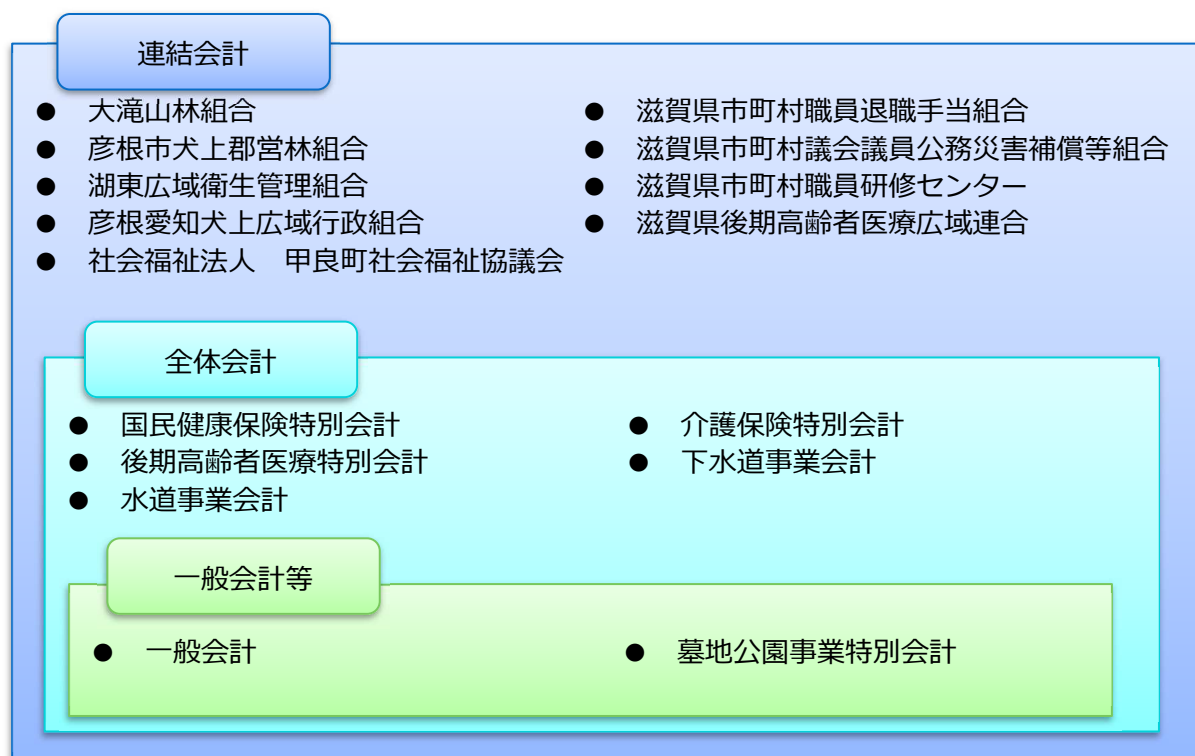 連結会計
● 大滝山林組合
● 彦根市犬上郡営林組合
● 湖東広域衛生管理組合
● 彦根愛知犬上広域行政組合
● 社会福祉法人　甲良町社会福祉協議会
● 滋賀県市町村職員退職手当組合
● 滋賀県市町村議会議員公務災害補償等組合
● 滋賀県市町村職員研修センター
● 滋賀県後期高齢者医療広域連合
全体会計
● 国民健康保険特別会計
● 後期高齢者医療特別会計
● 水道事業会計
● 介護保険特別会計
● 下水道事業会計
一般会計等
● 一般会計
● 墓地公園事業特別会計